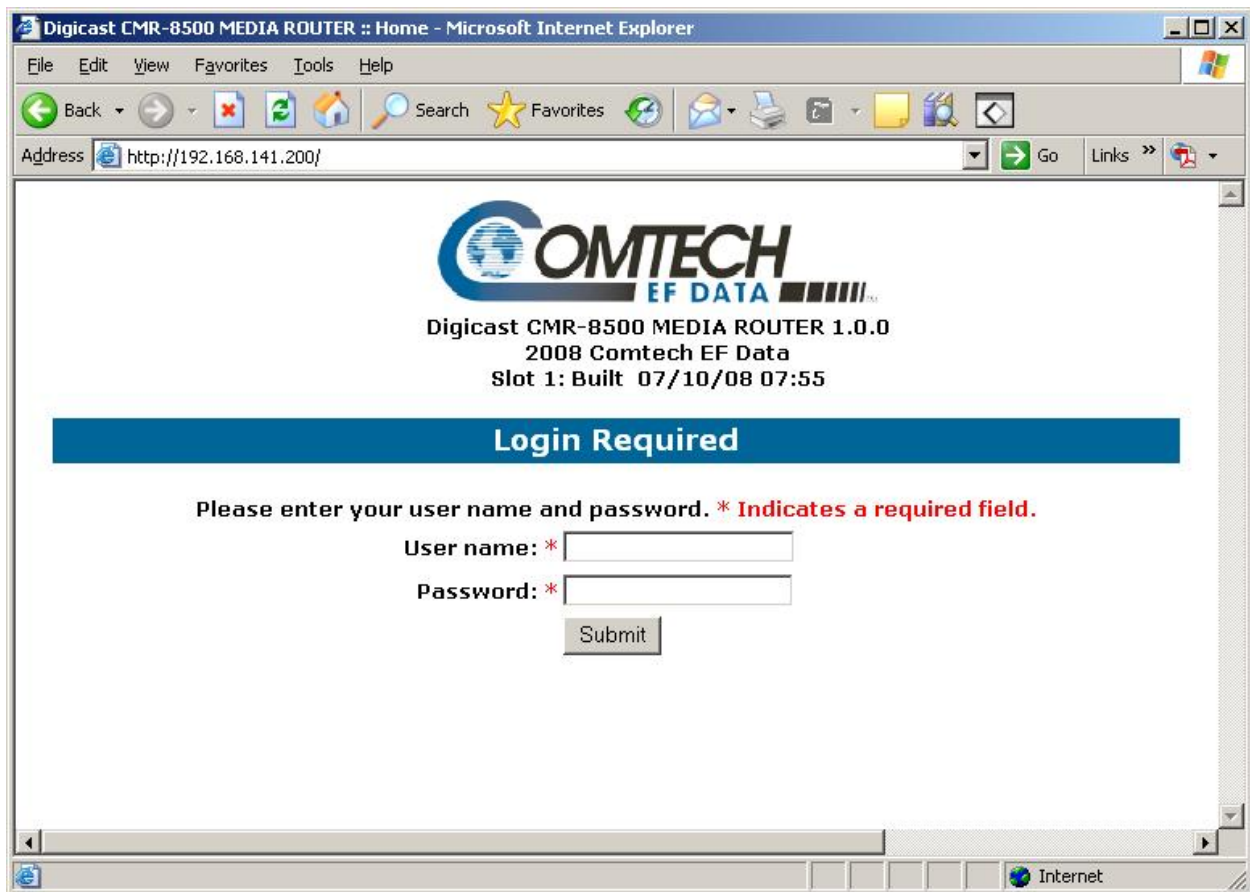 Digicast CMR-8500 MEDIA ROUTER :: Home - Microsoft Internet Explorer
File Edit View Favorites Tools Help
Back Search Favorites
Address http://192.168.141.200/ Go Links »
COMTECH
EF DATA
Digicast CMR-8500 MEDIA ROUTER 1.0.0
2008 Comtech EF Data
Slot 1: Built 07/10/08 07:55
Login Required
Please enter your user name and password. * Indicates a required field.
User name: *
Password: *
Submit
Internet